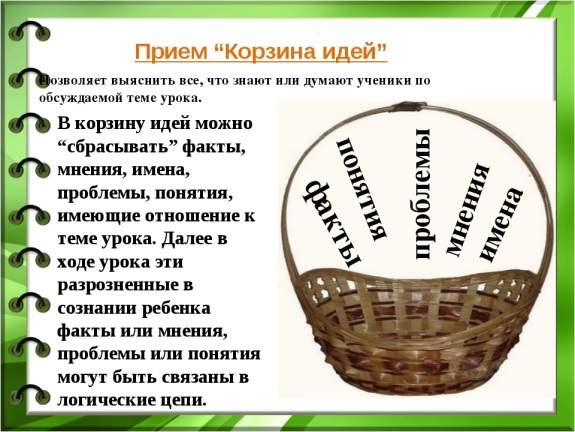 Прием “Корзина идей”
Позволяет выяснить все, что знают или думают ученики по
обсуждаемой теме урока.
В корзину идей можно
“сбрасывать” факты,
мнения, имена,
проблемы, понятия,
имеющие отношение к
теме урока. Далее в
ходе урока эти
разрозненные в
сознании ребенка
факты или мнения,
проблемы или понятия
могут быть связаны в
логические цепи.
факты
понятия
проблемы
мнения
имена